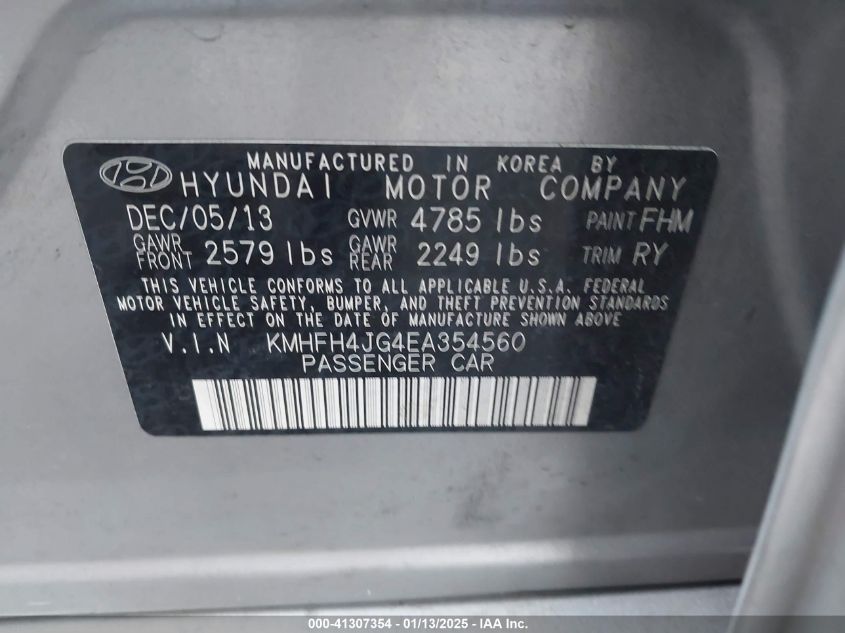 MANUFACTURED IN KOREA BY
HYUNDAI MOTOR COMPANY
DEC/05/13 GVWR 4785 lbs PAINT FHM
GAWR FRONT 2579 lbs GAWR REAR 2249 lbs TRIM RY
THIS VEHICLE CONFORMS TO ALL APPLICABLE U.S.A. FEDERAL
MOTOR VEHICLE SAFETY, BUMPER, AND THEFT PREVENTION STANDARDS
IN EFFECT ON THE DATE OF MANUFACTURE SHOWN ABOVE
V.I.N KMHFH4JG4EA354560
PASSENGER CAR
000-41307354 - 01/13/2025 - IAA Inc.